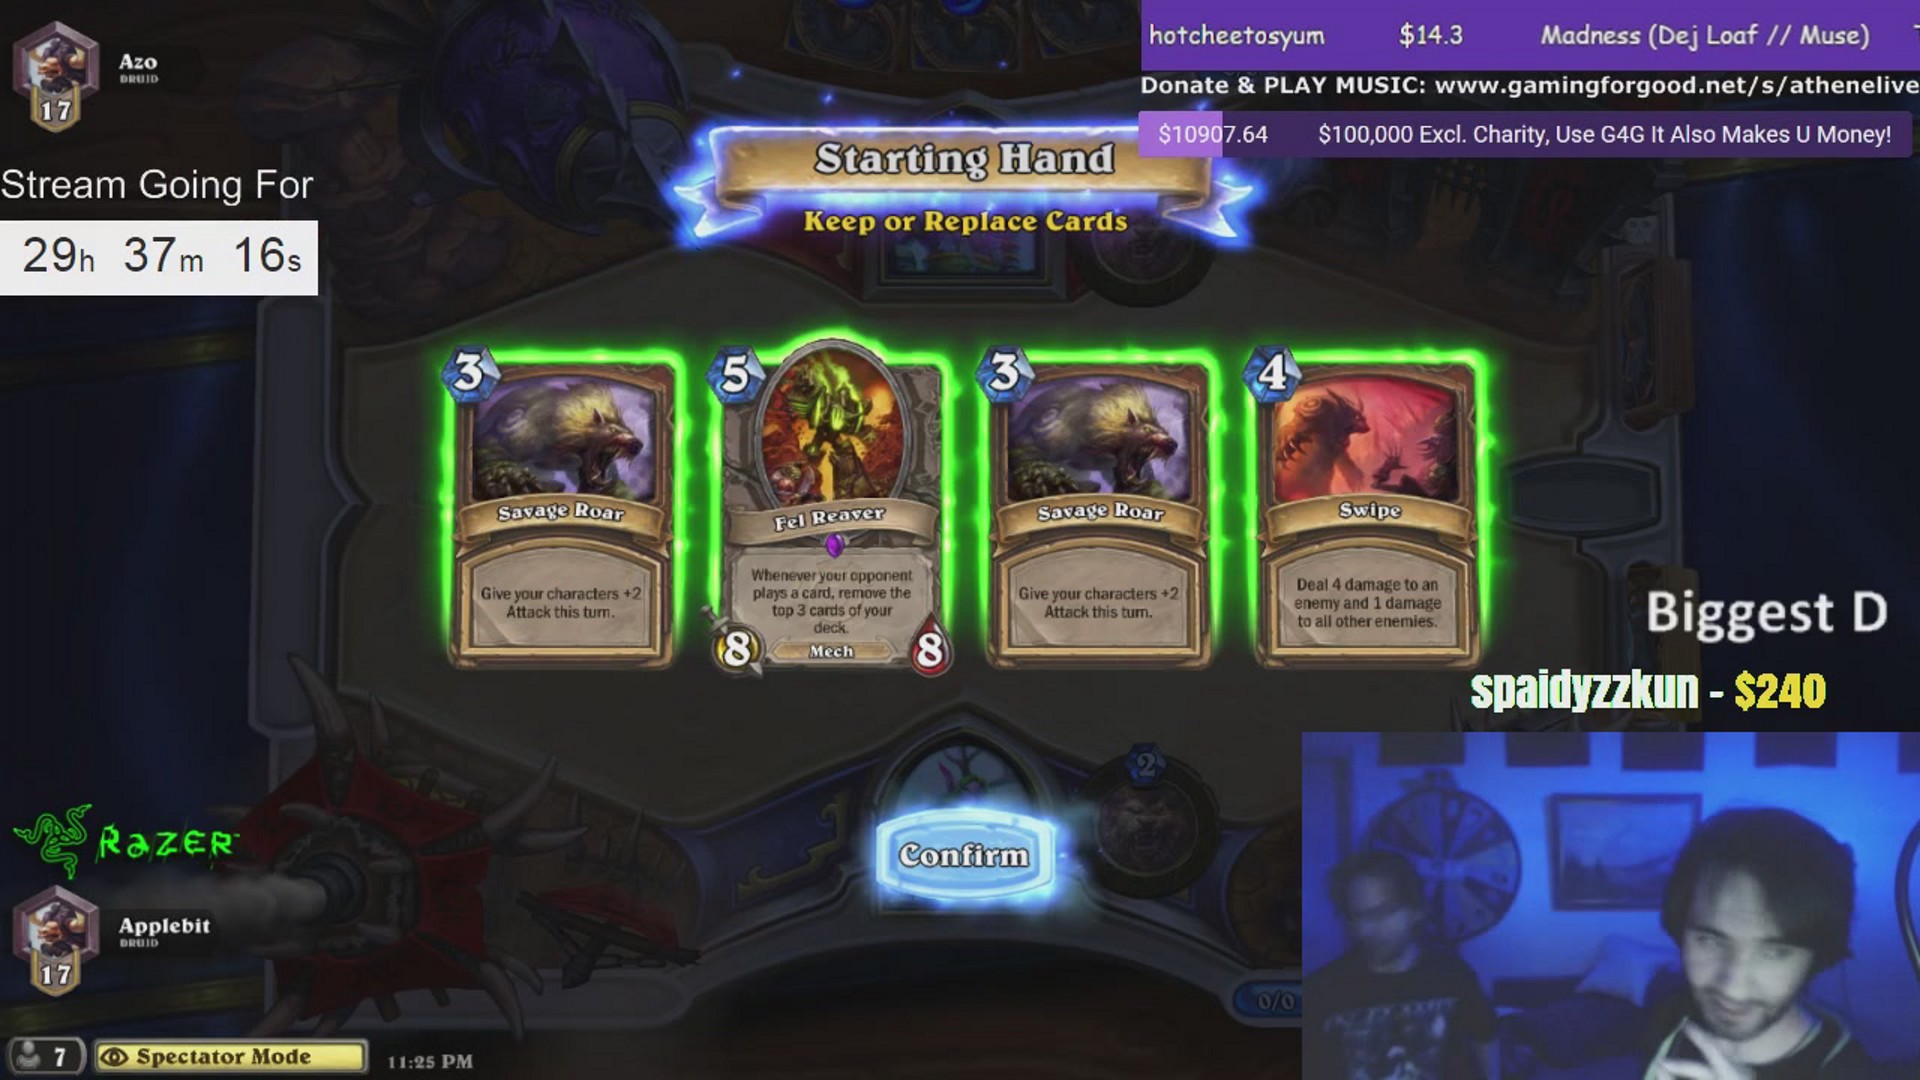 Azo
DRUID
17
hotcheetosyum $14.3 Madness (Dej Loaf // Muse)
Donate & PLAY MUSIC: www.gamingforgood.net/s/athenelive
$10907.64 $100,000 Excl. Charity, Use G4G It Also Makes U Money!
Stream Going For
29h 37m 16s
Starting Hand
Keep or Replace Cards
3
Savage Roar
Give your characters +2
Attack this turn.
5
Fel Reaver
Whenever your opponent
plays a card, remove the
top 3 cards of your
deck.
8 Mech 8
3
Savage Roar
Give your characters +2
Attack this turn.
4
Swipe
Deal 4 damage to an
enemy and 1 damage
to all other enemies.
Biggest D
spaidyzzkun - $240
2
Confirm
RAZER
Applebit
DRUID
17
0/0
7 Spectator Mode 11:25 PM